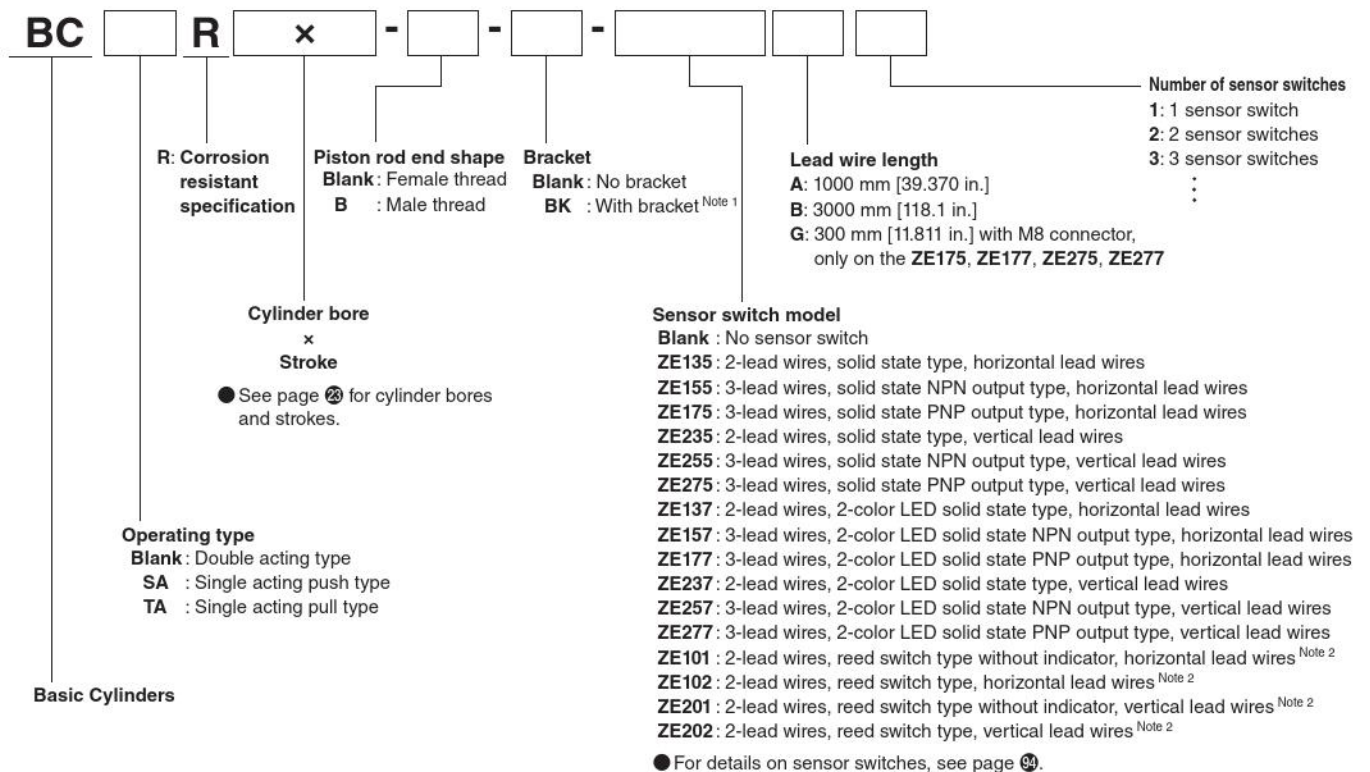 BC R × - - -
Number of sensor switches
1: 1 sensor switch
2: 2 sensor switches
3: 3 sensor switches
⋮
Lead wire length
A: 1000 mm [39.370 in.]
B: 3000 mm [118.1 in.]
G: 300 mm [11.811 in.] with M8 connector,
only on the ZE175, ZE177, ZE275, ZE277
Bracket
Blank : No bracket
BK : With bracket Note 1
Piston rod end shape
Blank : Female thread
B : Male thread
R: Corrosion
resistant
specification
Cylinder bore
×
Stroke
● See page 23 for cylinder bores
and strokes.
Sensor switch model
Blank : No sensor switch
ZE135 : 2-lead wires, solid state type, horizontal lead wires
ZE155 : 3-lead wires, solid state NPN output type, horizontal lead wires
ZE175 : 3-lead wires, solid state PNP output type, horizontal lead wires
ZE235 : 2-lead wires, solid state type, vertical lead wires
ZE255 : 3-lead wires, solid state NPN output type, vertical lead wires
ZE275 : 3-lead wires, solid state PNP output type, vertical lead wires
ZE137 : 2-lead wires, 2-color LED solid state type, horizontal lead wires
ZE157 : 3-lead wires, 2-color LED solid state NPN output type, horizontal lead wires
ZE177 : 3-lead wires, 2-color LED solid state PNP output type, horizontal lead wires
ZE237 : 2-lead wires, 2-color LED solid state type, vertical lead wires
ZE257 : 3-lead wires, 2-color LED solid state NPN output type, vertical lead wires
ZE277 : 3-lead wires, 2-color LED solid state PNP output type, vertical lead wires
ZE101 : 2-lead wires, reed switch type without indicator, horizontal lead wires Note 2
ZE102 : 2-lead wires, reed switch type, horizontal lead wires Note 2
ZE201 : 2-lead wires, reed switch type without indicator, vertical lead wires Note 2
ZE202 : 2-lead wires, reed switch type, vertical lead wires Note 2
● For details on sensor switches, see page 94.
Operating type
Blank : Double acting type
SA : Single acting push type
TA : Single acting pull type
Basic Cylinders